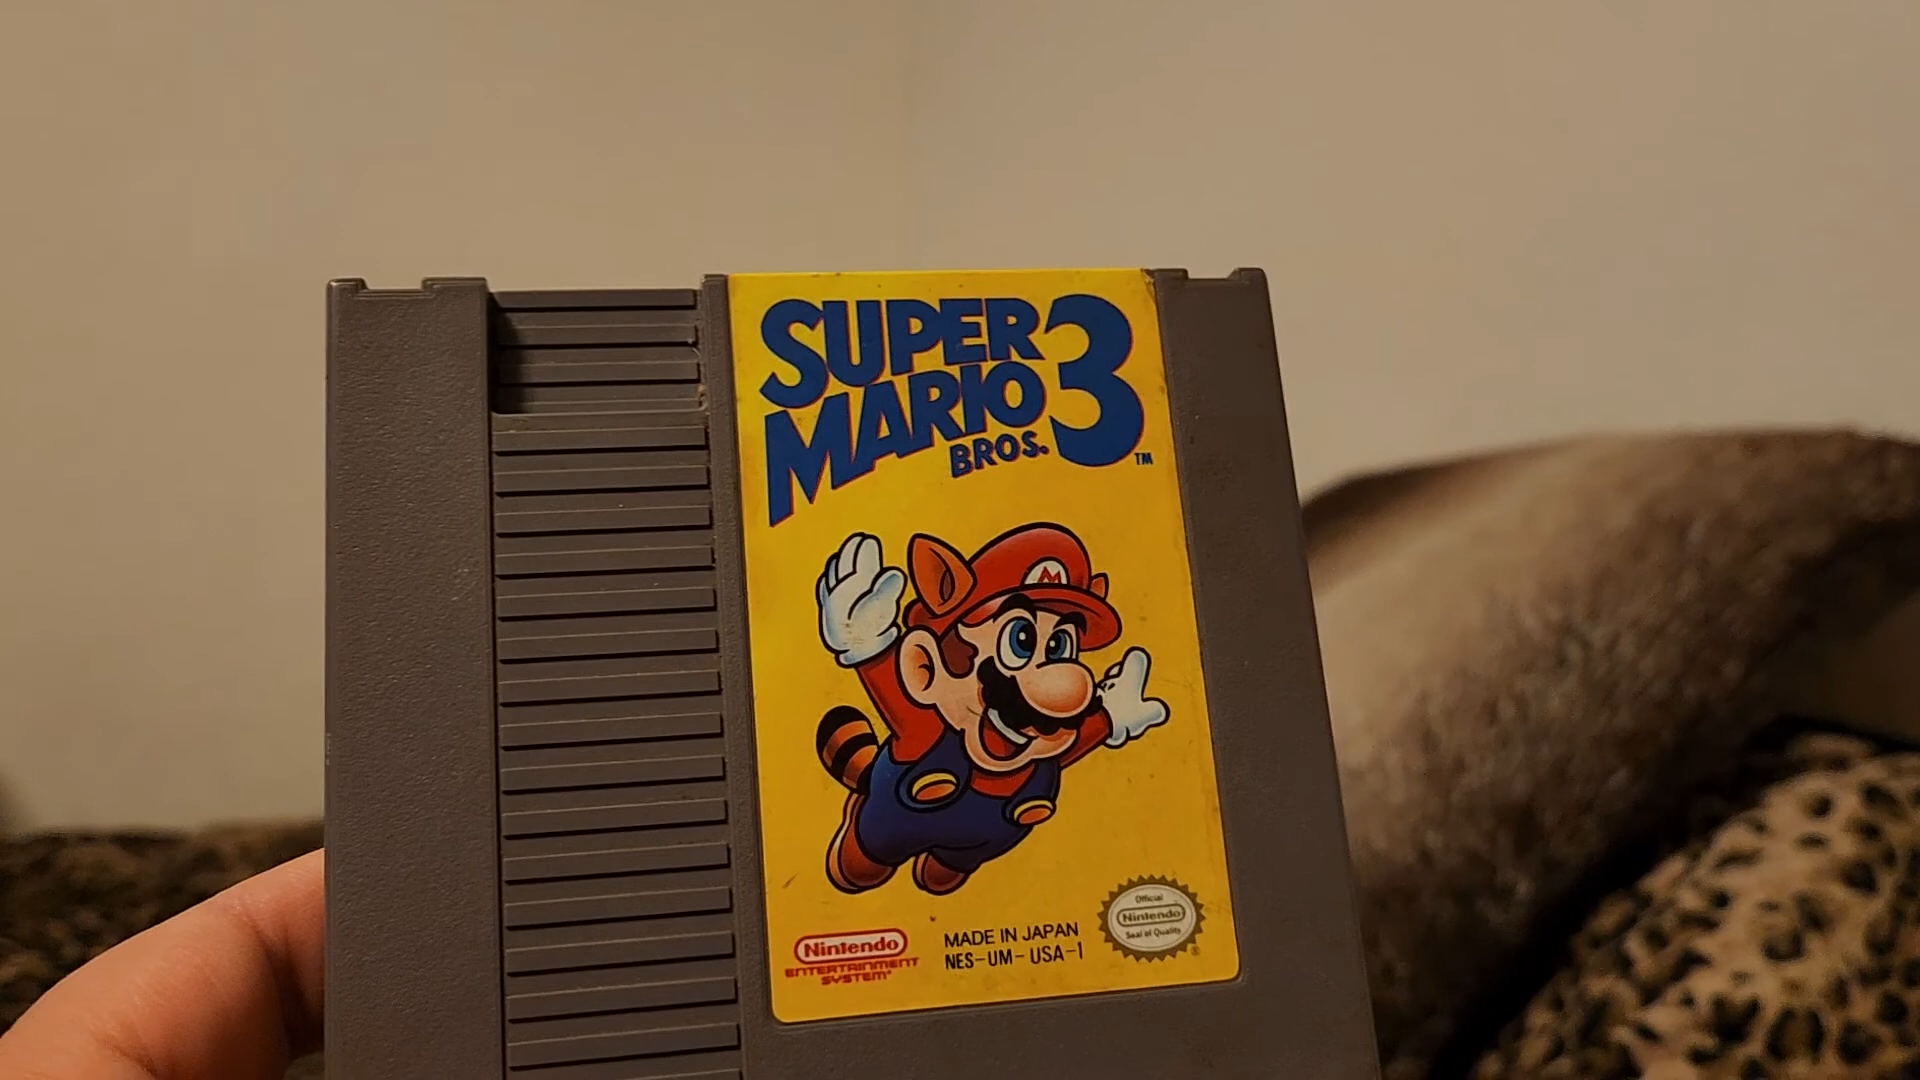 SUPER
MARIO 3
BROS. TM
M
Nintendo
ENTERTAINMENT
SYSTEM®
MADE IN JAPAN
NES-UM-USA-1
Official
Nintendo
Seal of Quality
®